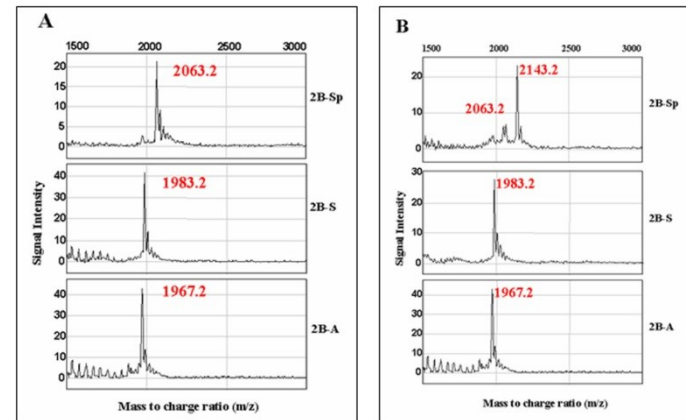 A
1500 2000 2500 3000
2063.2
20
15
10
5
0
2B-Sp
1983.2
40
30
20
10
0
2B-S
1967.2
40
30
20
10
0
2B-A
Signal Intensity
Mass to charge ratio (m/z)
B
1500 2000 2500 3000
2143.2
2063.2
20
10
0
2B-Sp
1983.2
30
20
10
0
2B-S
1967.2
40
30
20
10
0
2B-A
Signal Intensity
Mass to charge ratio (m/z)